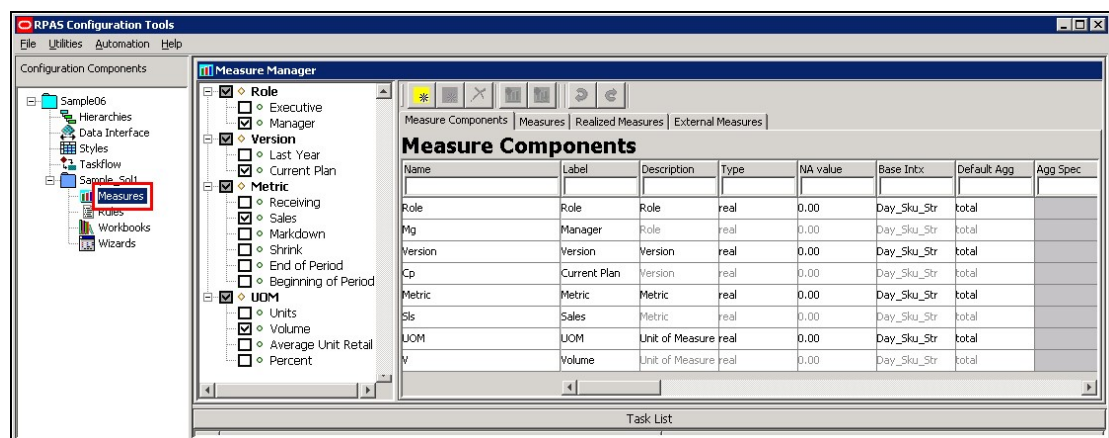 RPAS Configuration Tools
File Utilities Automation Help
Configuration Components
Sample06
Hierarchies
Data Interface
Styles
Taskflow
Sample_Sol1
Measures
Rules
Workbooks
Wizards
Measure Manager
Role
Executive
Manager
Version
Last Year
Current Plan
Metric
Receiving
Sales
Markdown
Shrink
End of Period
Beginning of Period
UOM
Units
Volume
Average Unit Retail
Percent
Measure Components Measures Realized Measures External Measures
Measure Components
Name Label Description Type NA value Base Intx Default Agg Agg Spec
Role Role Role real 0.00 Day_Sku_Str total
Mg Manager Role real 0.00 Day_Sku_Str total
Version Version Version real 0.00 Day_Sku_Str total
Cp Current Plan Version real 0.00 Day_Sku_Str total
Metric Metric Metric real 0.00 Day_Sku_Str total
Sls Sales Metric real 0.00 Day_Sku_Str total
UOM UOM Unit of Measure real 0.00 Day_Sku_Str total
V Volume Unit of Measure real 0.00 Day_Sku_Str total
Task List